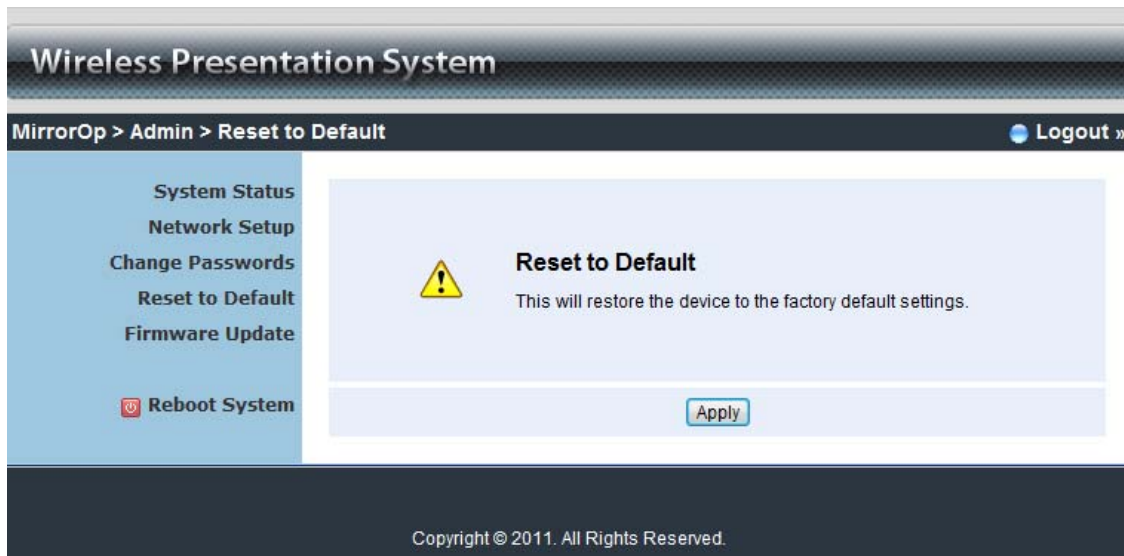 Wireless Presentation System
MirrorOp > Admin > Reset to Default
Logout »
System Status
Network Setup
Change Passwords
Reset to Default
Firmware Update
Reboot System
Reset to Default
This will restore the device to the factory default settings.
Apply
Copyright © 2011. All Rights Reserved.